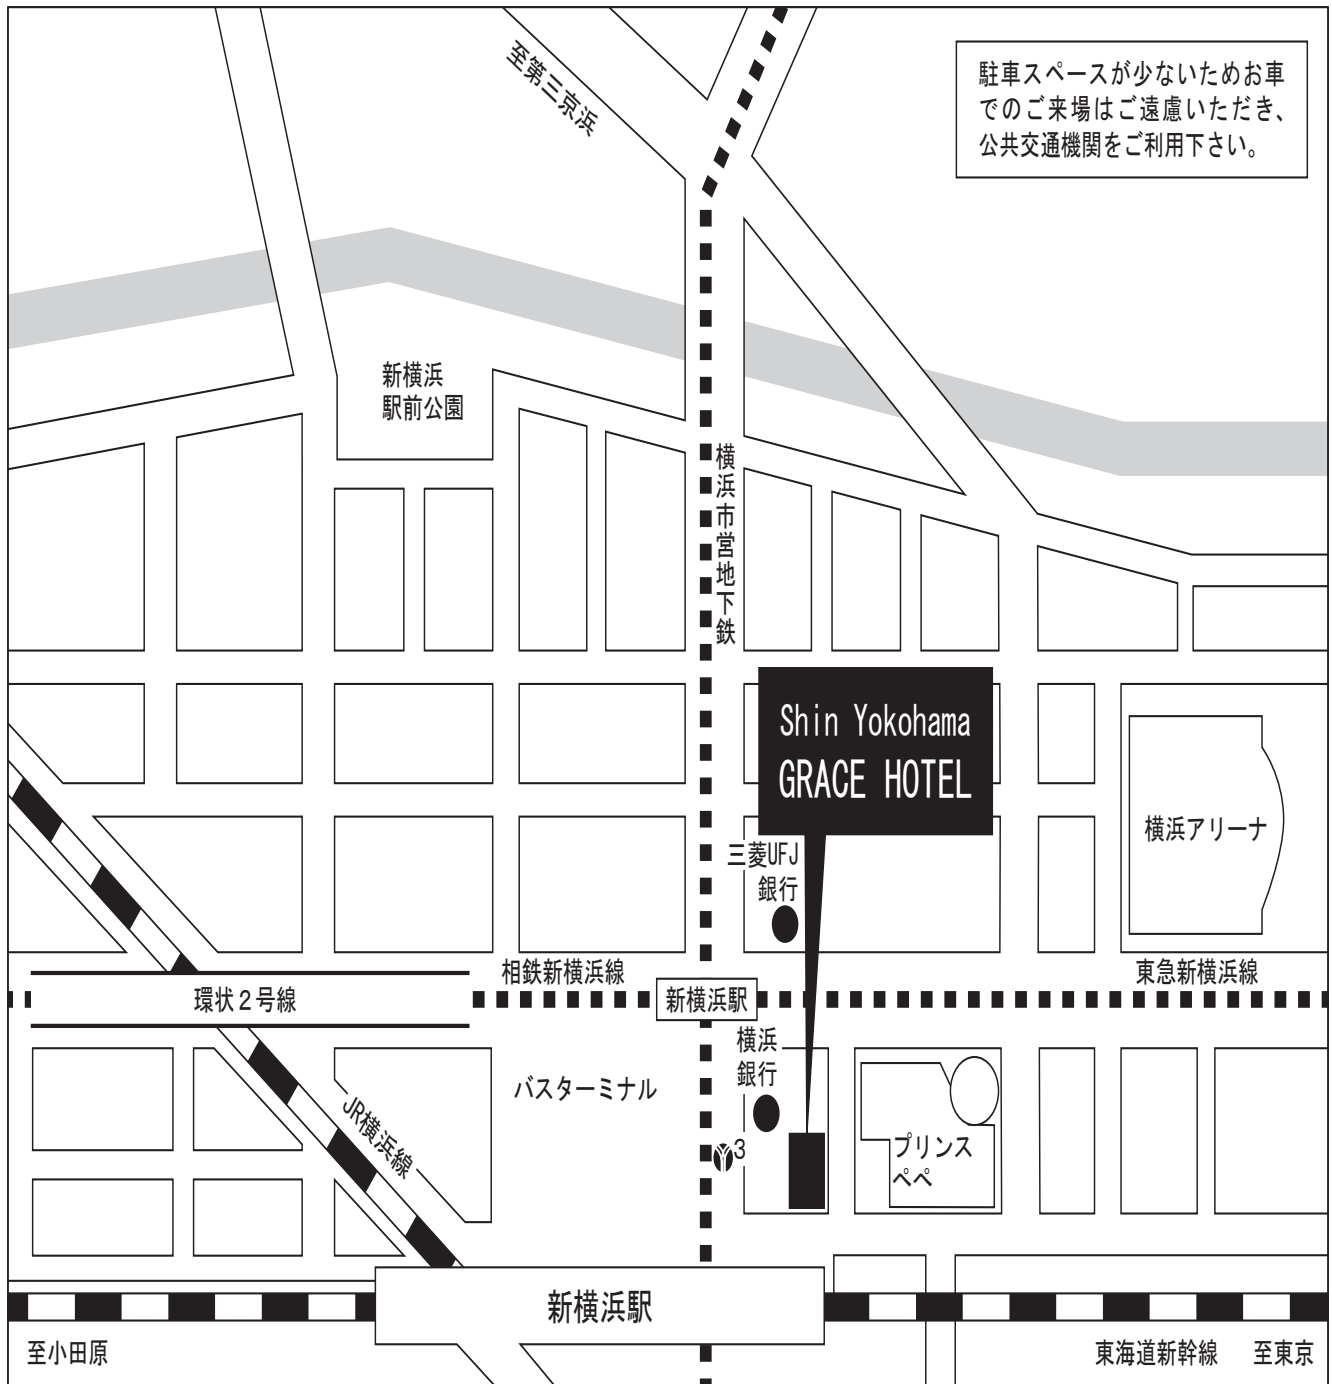 至第三京浜
駐車スペースが少ないためお車
でのご来場はご遠慮いただき、
公共交通機関をご利用下さい。
新横浜
駅前公園
横浜市営地下鉄
Shin Yokohama
GRACE HOTEL
横浜アリーナ
三菱UFJ
銀行
相鉄新横浜線
東急新横浜線
環状2号線
新横浜駅
横浜
銀行
バスターミナル
JR横浜線
3
プリンス
ペペ
新横浜駅
至小田原
東海道新幹線
至東京